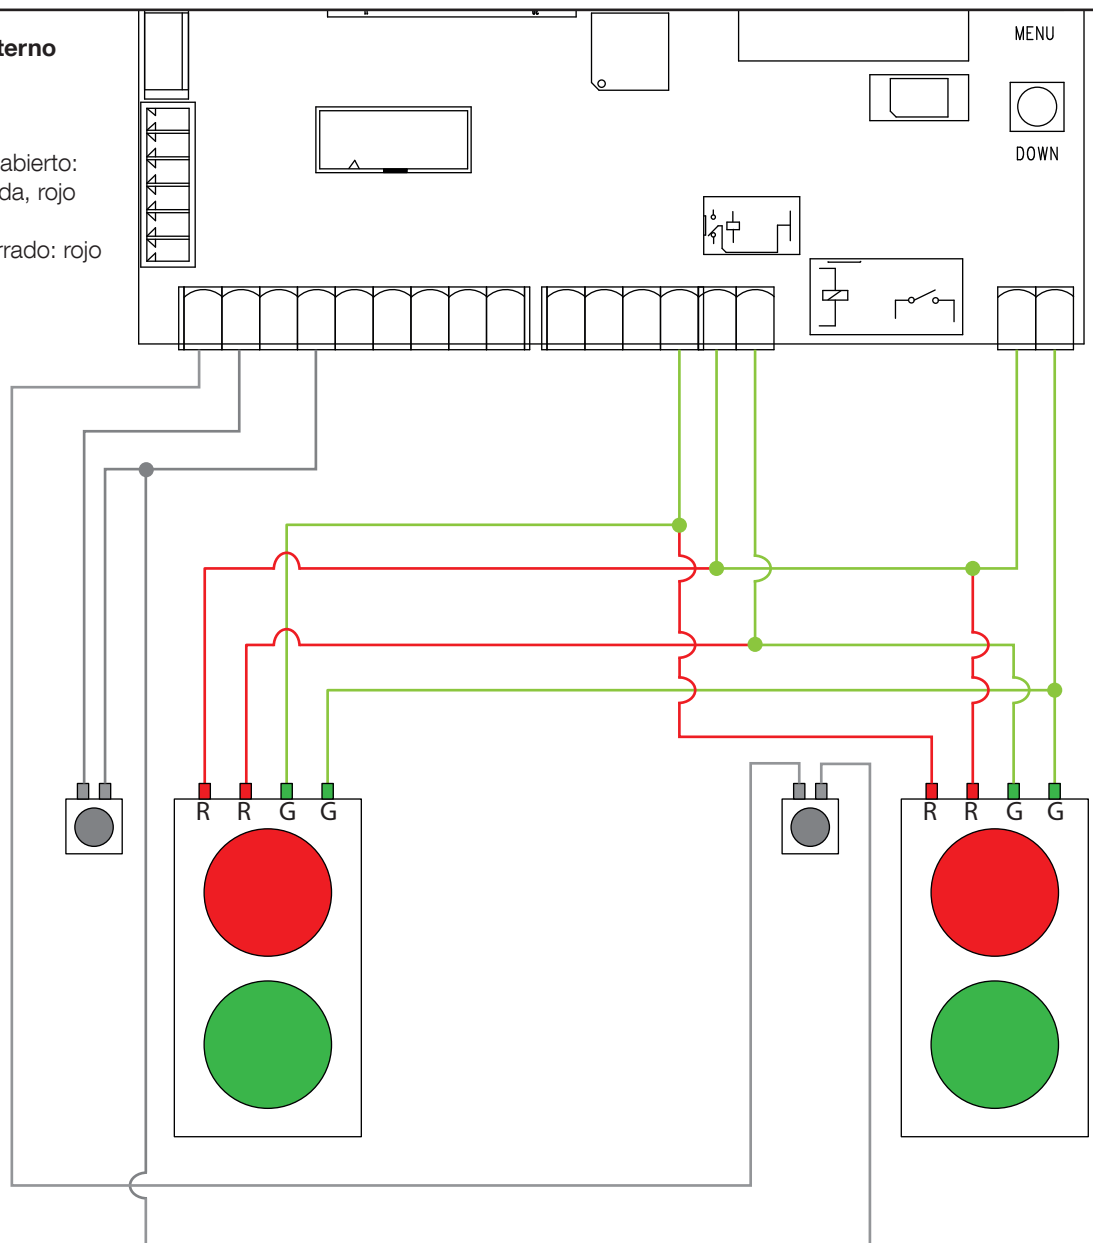 terno
abierto:
da, rojo
rrado: rojo
MENU
DOWN
R R G G
R R G G